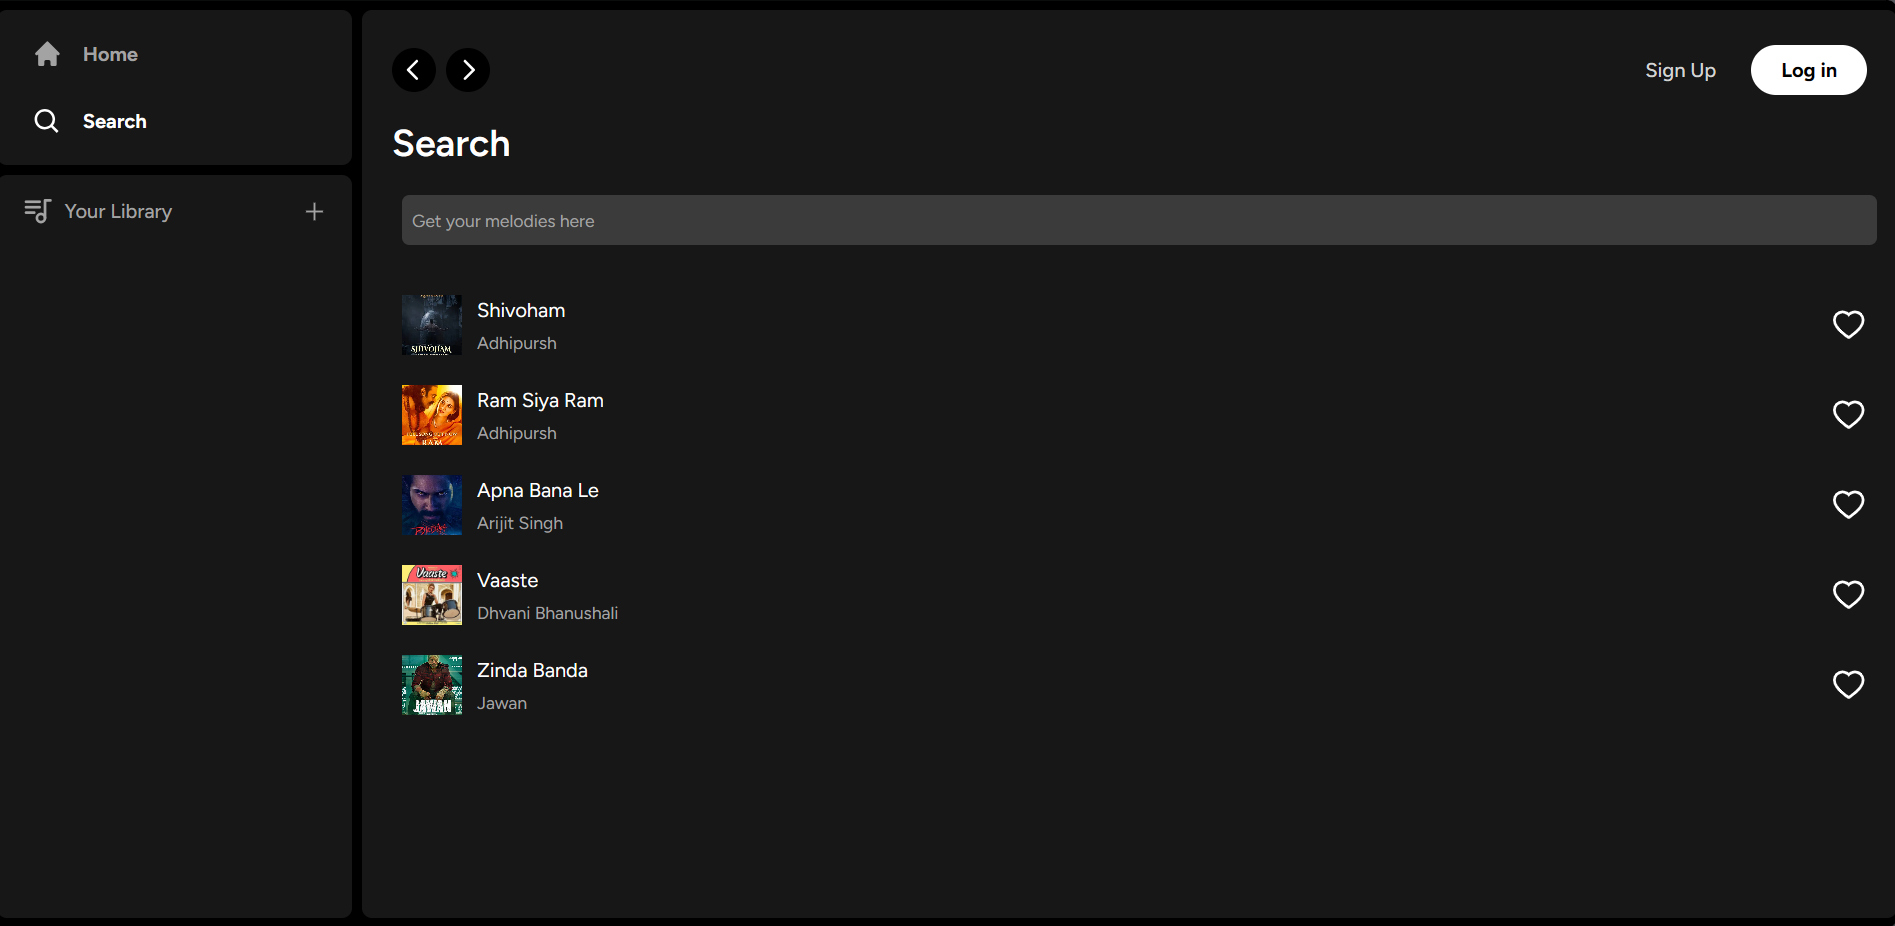 Home
Search
Your Library
Sign Up
Log in
Search
Get your melodies here
SHIVOHAM
Shivoham
Adhipursh
Ram Siya Ram
Adhipursh
Apna Bana Le
Arijit Singh
Vaaste
Vaaste
Dhvani Bhanushali
JAWAN
Zinda Banda
Jawan